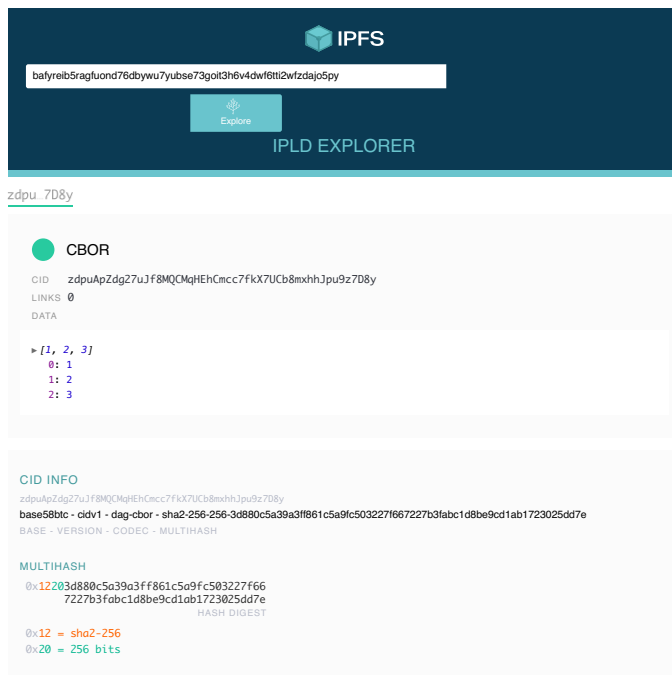 IPFS
bafyreib5ragfuond76dbywu7yubse73goit3h6v4dwf6tti2wfzdajo5py
Explore
IPLD EXPLORER
zdpu…7D8y
CBOR
CID zdpuApZdg27uJf8MQCMqHEhCmcc7fkX7UCb8mxhhJpu9z7D8y
LINKS 0
DATA
▶ [1, 2, 3]
0: 1
1: 2
2: 3
CID INFO
zdpuApZdg27uJf8MQCMqHEhCmcc7fkX7UCb8mxhhJpu9z7D8y
base58btc - cidv1 - dag-cbor - sha2-256-256-3d880c5a39a3ff861c5a9fc503227f667227b3fabc1d8be9cd1ab1723025dd7e
BASE - VERSION - CODEC - MULTIHASH
MULTIHASH
0x12203d880c5a39a3ff861c5a9fc503227f66
7227b3fabc1d8be9cd1ab1723025dd7e
HASH DIGEST
0x12 = sha2-256
0x20 = 256 bits